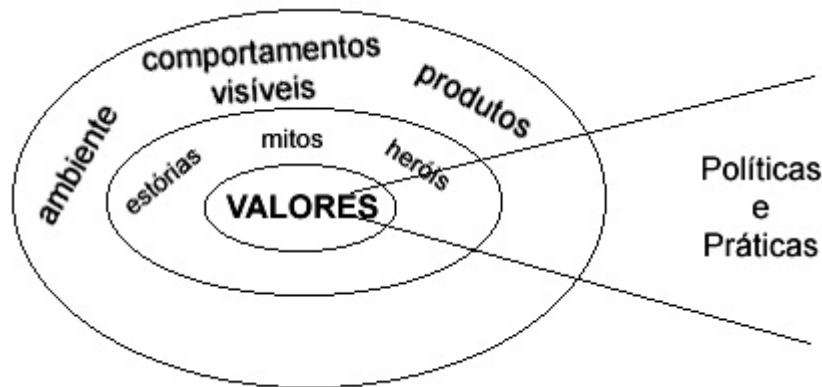 comportamentos
visíveis
produtos
ambiente
mitos
estórias
heróis
VALORES
Políticas
e
Práticas